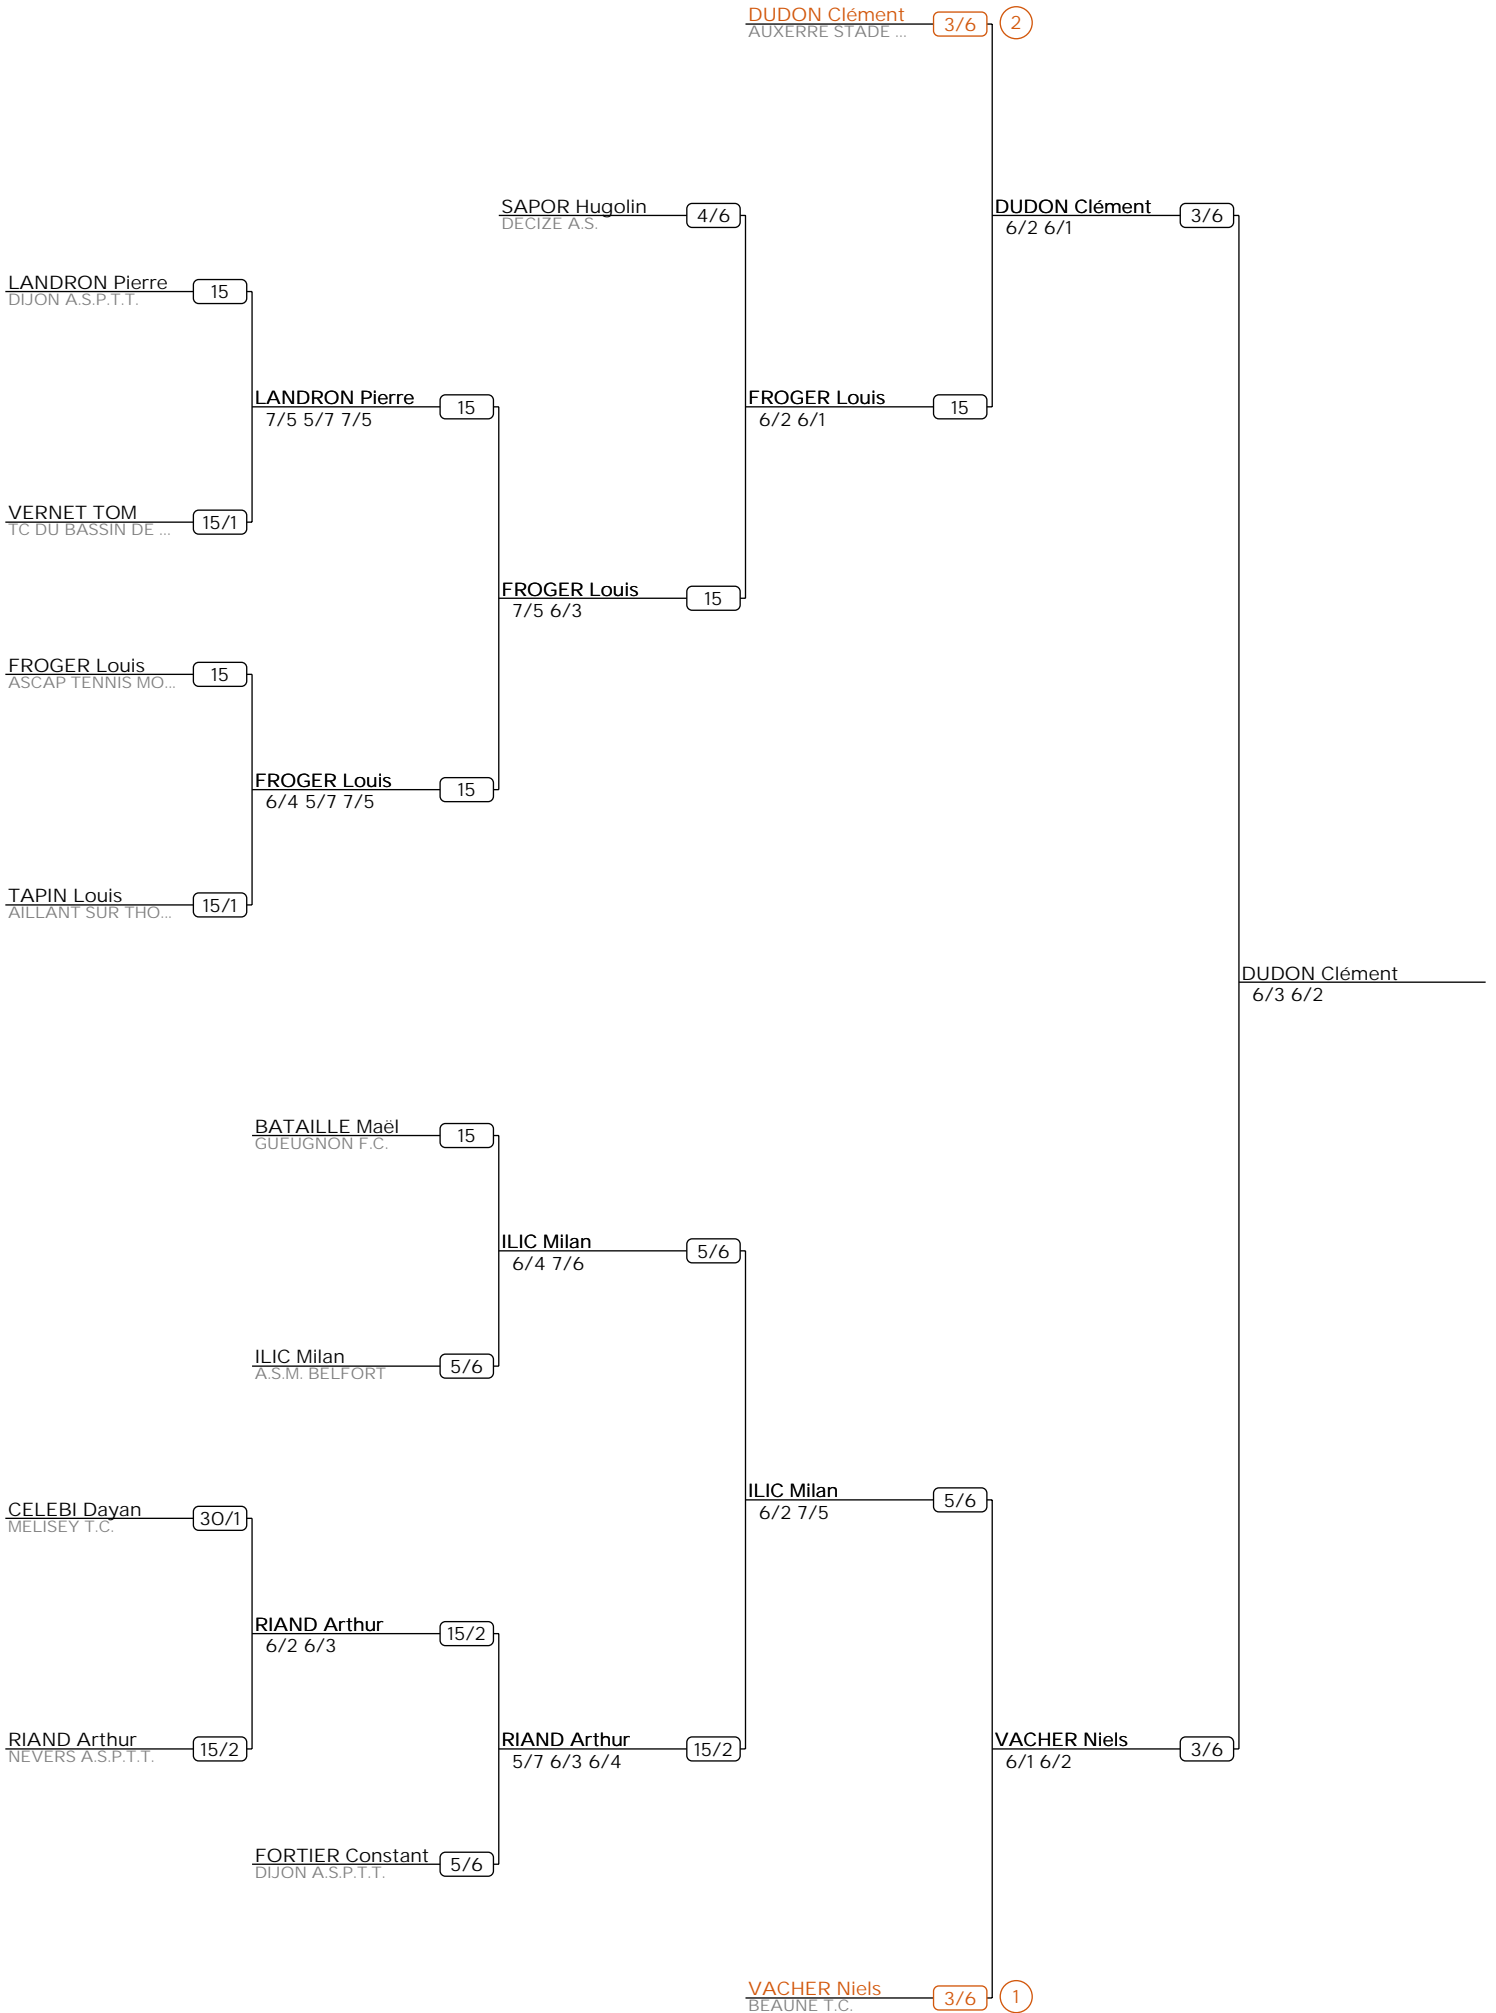 DUDON Clément
AUXERRE STADE ...
3/6
2
SAPOR Hugolin
DECIZE A.S.
4/6
DUDON Clément
6/2 6/1
3/6
LANDRON Pierre
DIJON A.S.P.T.T.
15
LANDRON Pierre
7/5 5/7 7/5
15
FROGER Louis
6/2 6/1
15
VERNET TOM
TC DU BASSIN DE ...
15/1
FROGER Louis
7/5 6/3
15
FROGER Louis
ASCAP TENNIS MO...
15
FROGER Louis
6/4 5/7 7/5
15
TAPIN Louis
AILLANT SUR THO...
15/1
DUDON Clément
6/3 6/2
BATAILLE Maël
GUEUGNON F.C.
15
ILIC Milan
6/4 7/6
5/6
ILIC Milan
A.S.M. BELFORT
5/6
ILIC Milan
6/2 7/5
5/6
CELEBI Dayan
MELISEY T.C.
30/1
RIAND Arthur
6/2 6/3
15/2
RIAND Arthur
NEVERS A.S.P.T.T.
15/2
RIAND Arthur
5/7 6/3 6/4
15/2
VACHER Niels
6/1 6/2
3/6
FORTIER Constant
DIJON A.S.P.T.T.
5/6
VACHER Niels
BEAUNE T.C.
3/6
1